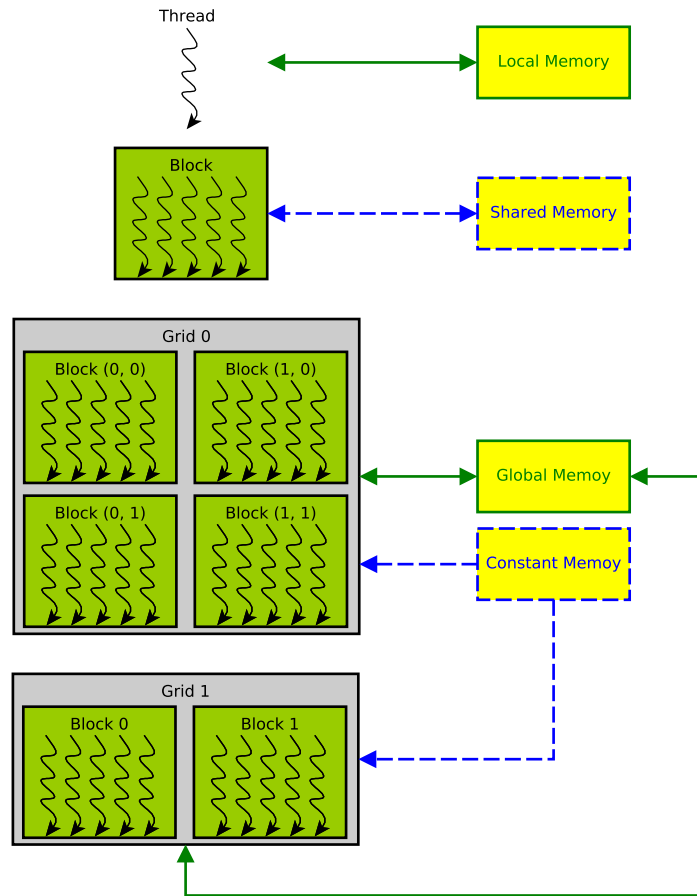 Thread
Local Memory
Block
Shared Memory
Grid 0
Block (0, 0)
Block (1, 0)
Global Memoy
Block (0, 1)
Block (1, 1)
Constant Memoy
Grid 1
Block 0
Block 1